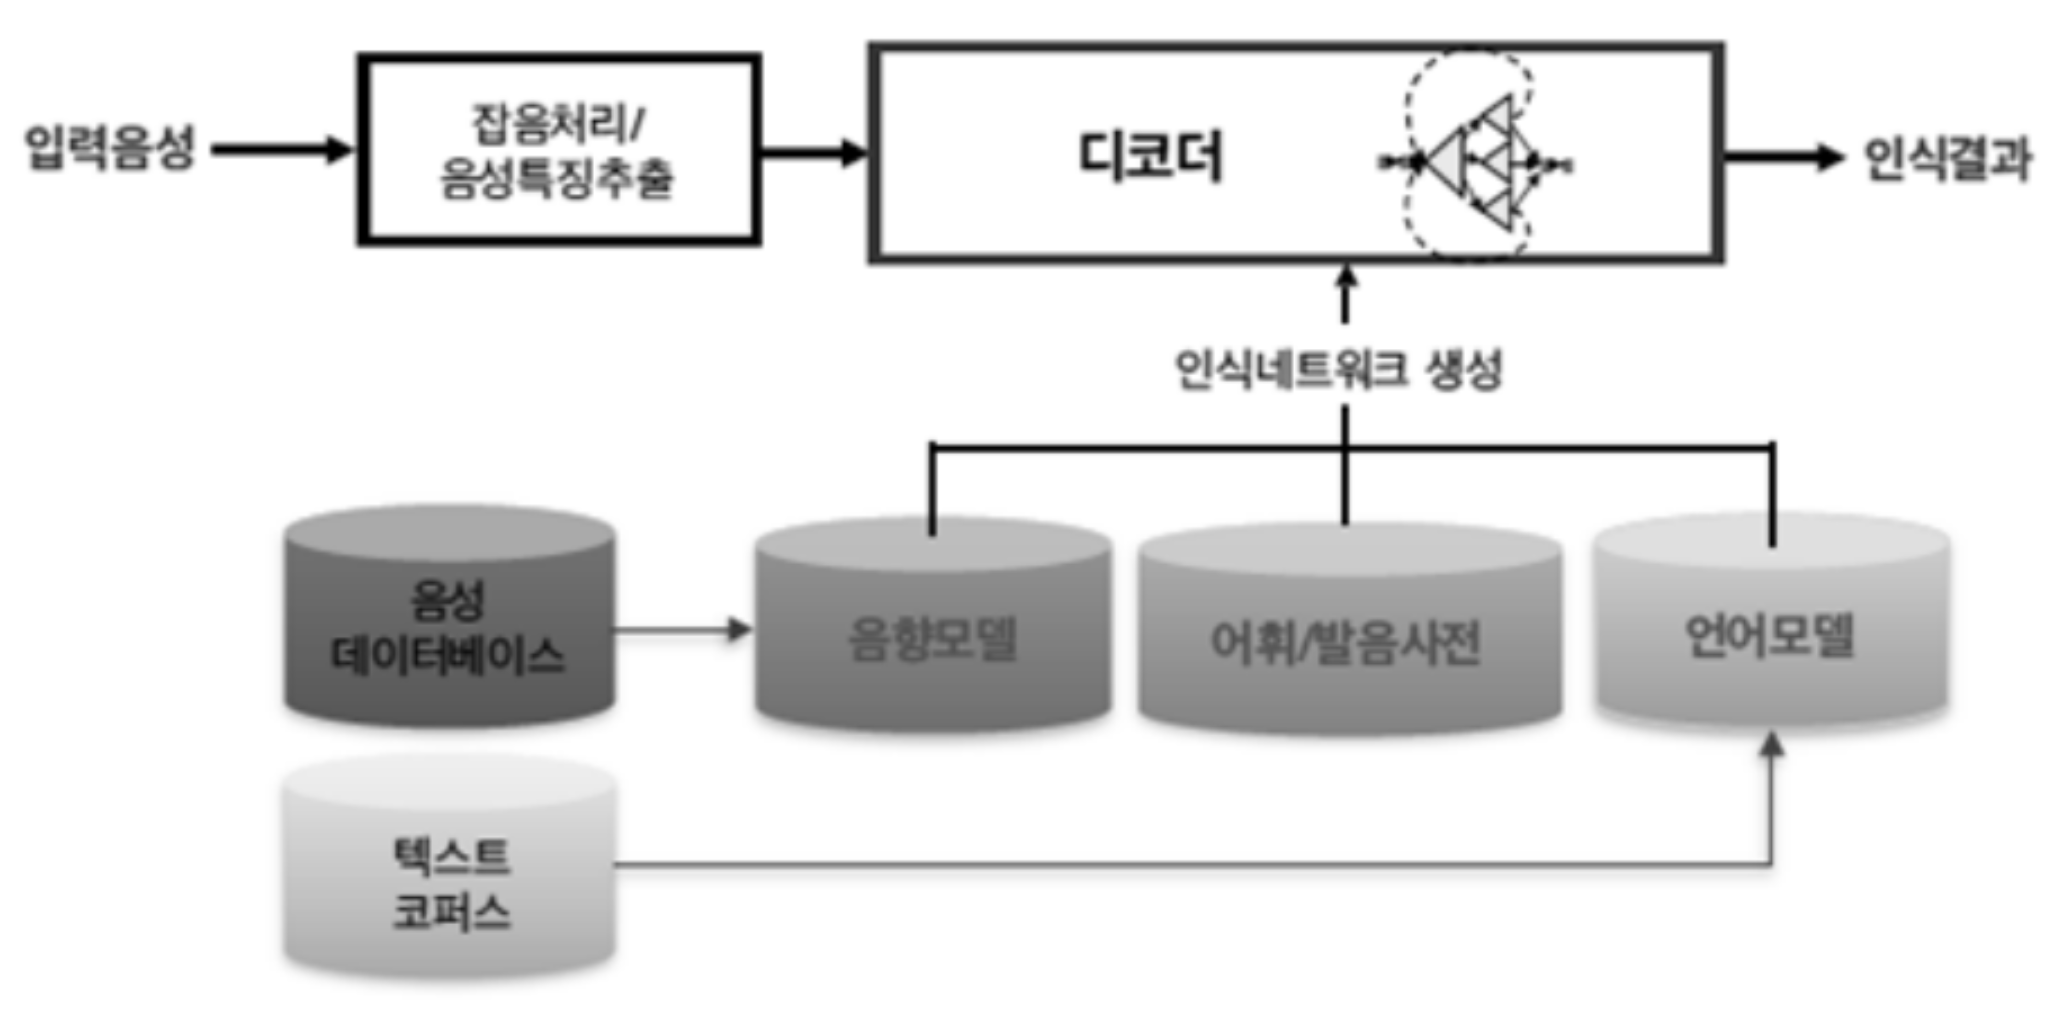 입력음성
잡음처리/
음성특징추출
디코더
인식결과
인식네트워크 생성
음성
데이터베이스
음향모델
어휘/발음사전
언어모델
텍스트
코퍼스